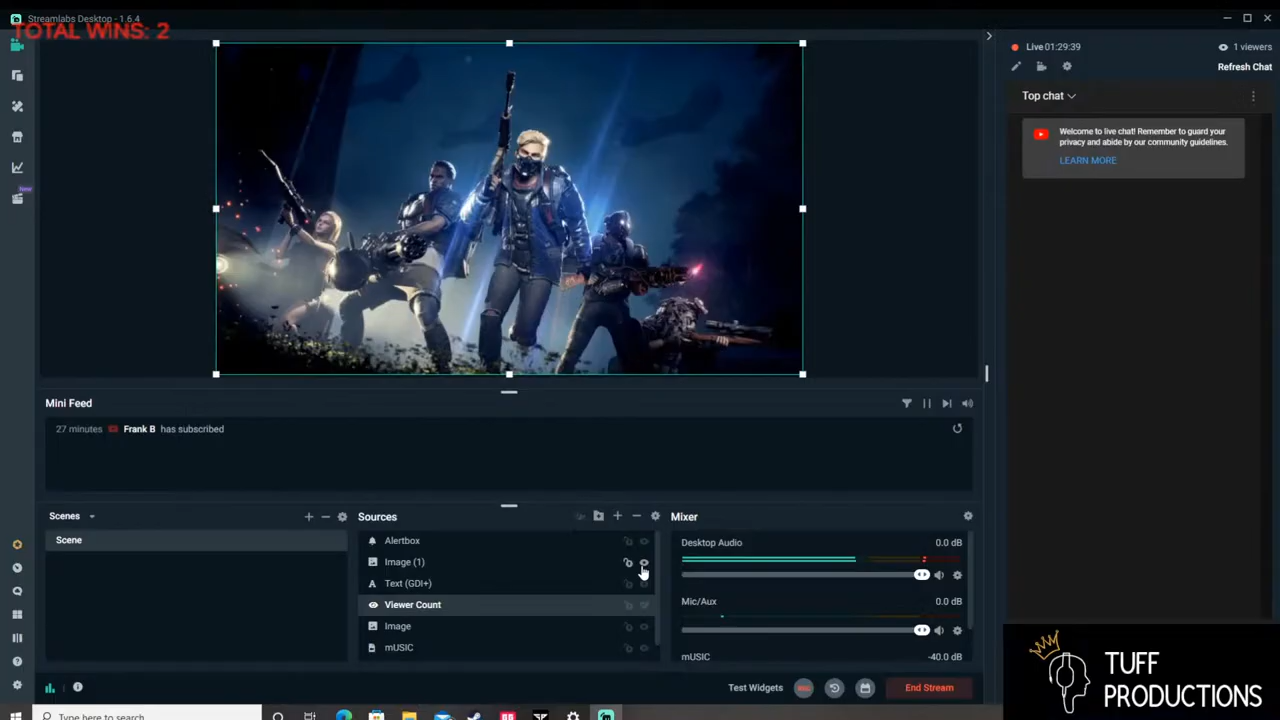 Streamlabs Desktop - 1.6.4
TOTAL WINS: 2
Live 01:29:39
1 viewers
Refresh Chat
Top chat
Welcome to live chat! Remember to guard your
privacy and abide by our community guidelines.
LEARN MORE
New
Mini Feed
27 minutes Frank B has subscribed
Scenes
Scene
Sources
Alertbox
Image (1)
Text (GDI+)
Viewer Count
Image
mUSIC
Mixer
Desktop Audio 0.0 dB
Mic/Aux 0.0 dB
mUSIC -40.0 dB
Test Widgets
REC
End Stream
TUFF
PRODUCTIONS
Type here to search